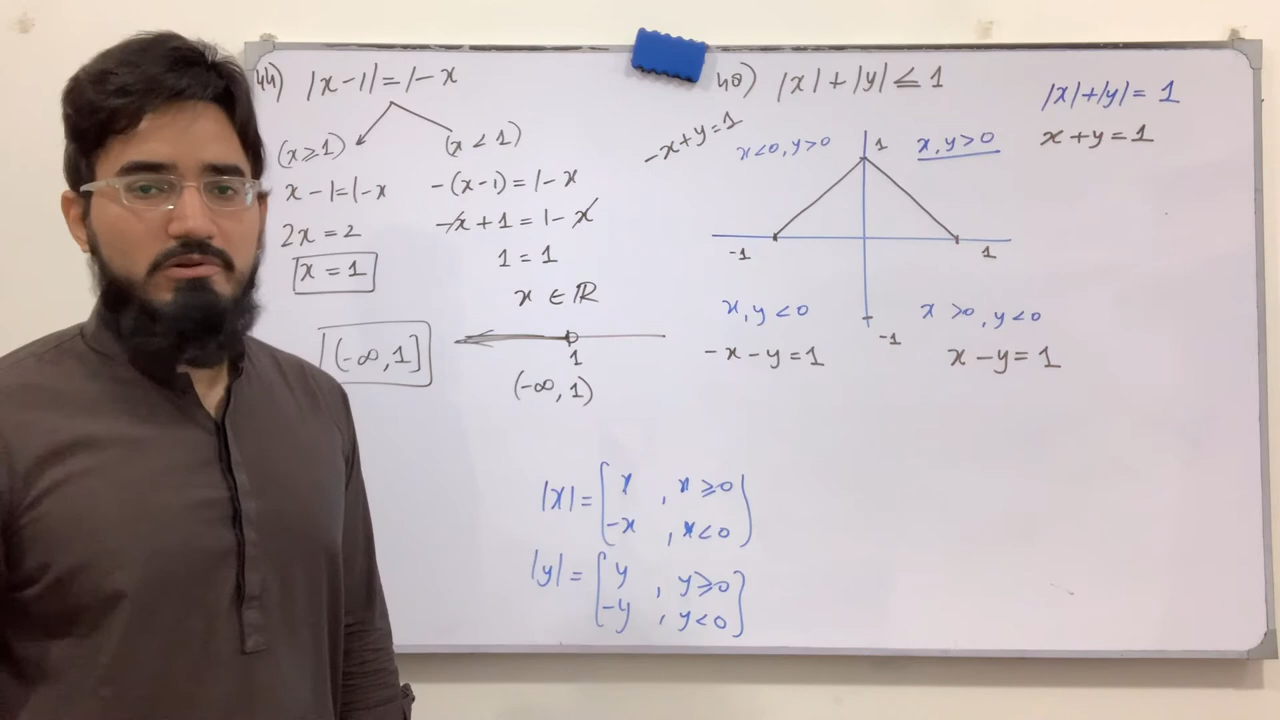 44) |x-1| = 1-x
(x≥1)
x-1=1-x
2x=2
x=1
(-∞,1]
(x<1)
-(x-1)=1-x
-x+1=1-x
1=1
x∈ℝ
1
(-∞,1)
|x|+|y|≤1
|x|+|y|=1
x+y=1
-x+y=1
x<0, y>0
1
x,y>0
-1
1
x,y<0
x>0, y<0
-1
-x-y=1
x-y=1
|x|=[x , x≥0
-x , x<0]
|y|=[y , y≥0
-y , y<0]